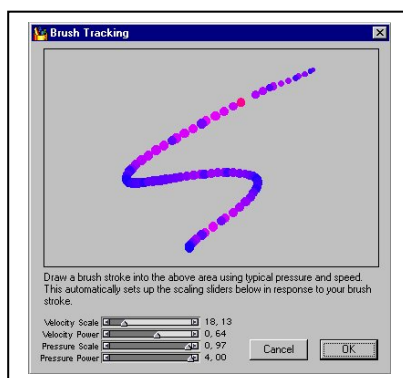 Brush Tracking
Draw a brush stroke into the above area using typical pressure and speed.
This automatically sets up the scaling sliders below in response to your brush
stroke.
Velocity Scale 18, 13
Velocity Power 0, 64
Pressure Scale 0, 97
Pressure Power 4, 00
Cancel OK